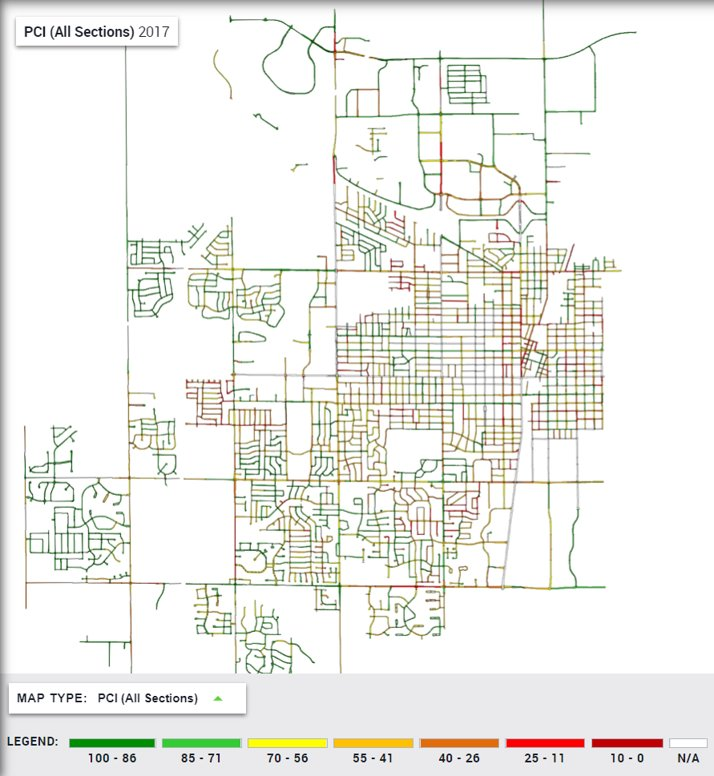 PCI (All Sections) 2017
MAP TYPE: PCI (All Sections)
LEGEND:
100 - 86 85 - 71 70 - 56 55 - 41 40 - 26 25 - 11 10 - 0 N/A